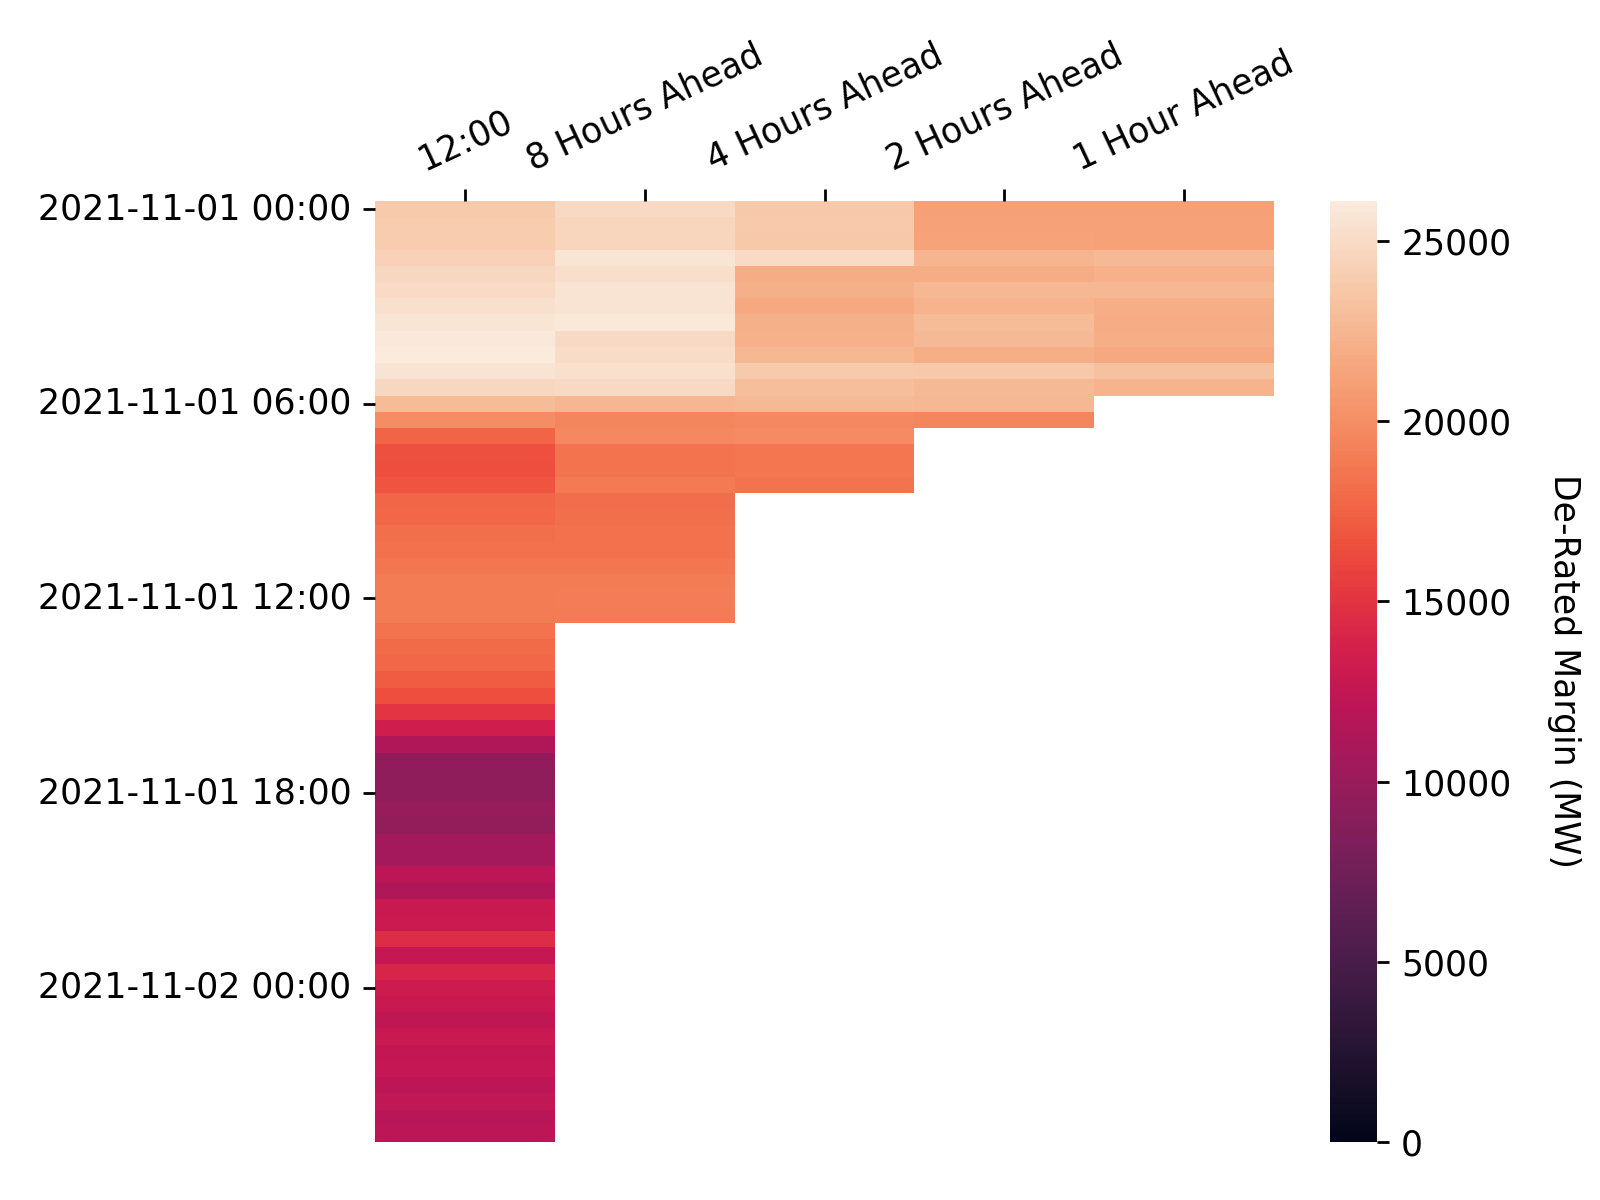 12:00
8 Hours Ahead
4 Hours Ahead
2 Hours Ahead
1 Hour Ahead
2021-11-01 00:00
2021-11-01 06:00
2021-11-01 12:00
2021-11-01 18:00
2021-11-02 00:00
25000
20000
15000
10000
5000
0
De-Rated Margin (MW)